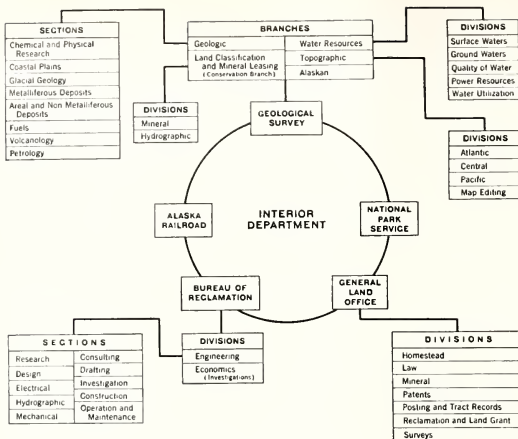 SECTIONS
Chemical and Physical
Research
Coastal Plains
Glacial Geology
Metalliferous Deposits
Areal and Non Metalliferous
Deposits
Fuels
Volcanology
Petrology
BRANCHES
Geologic
Land Classification
and Mineral Leasing
(Conservation Branch)
Water Resources
Topographic
Alaskan
DIVISIONS
Surface Waters
Ground Waters
Quality of Water
Power Resources
Water Utilization
DIVISIONS
Mineral
Hydrographic
GEOLOGICAL
SURVEY
DIVISIONS
Atlantic
Central
Pacific
Map Editing
ALASKA
RAILROAD
INTERIOR
DEPARTMENT
NATIONAL
PARK
SERVICE
BUREAU OF
RECLAMATION
GENERAL
LAND
OFFICE
SECTIONS
Research
Design
Electrical
Hydrographic
Mechanical
Consulting
Drafting
Investigation
Construction
Operation and
Maintenance
DIVISIONS
Engineering
Economics
(Investigations)
DIVISIONS
Homestead
Law
Mineral
Patents
Posting and Tract Records
Reclamation and Land Grant
Surveys